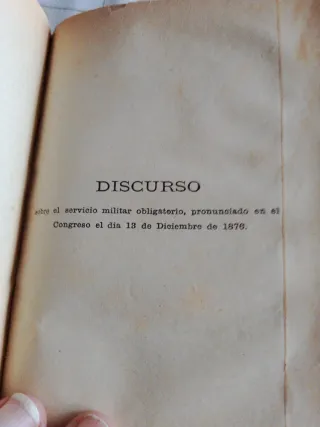 DISCURSO
sobre el servicio militar obligatorio, pronunciado en el
Congreso el dia 13 de Diciembre de 1876.